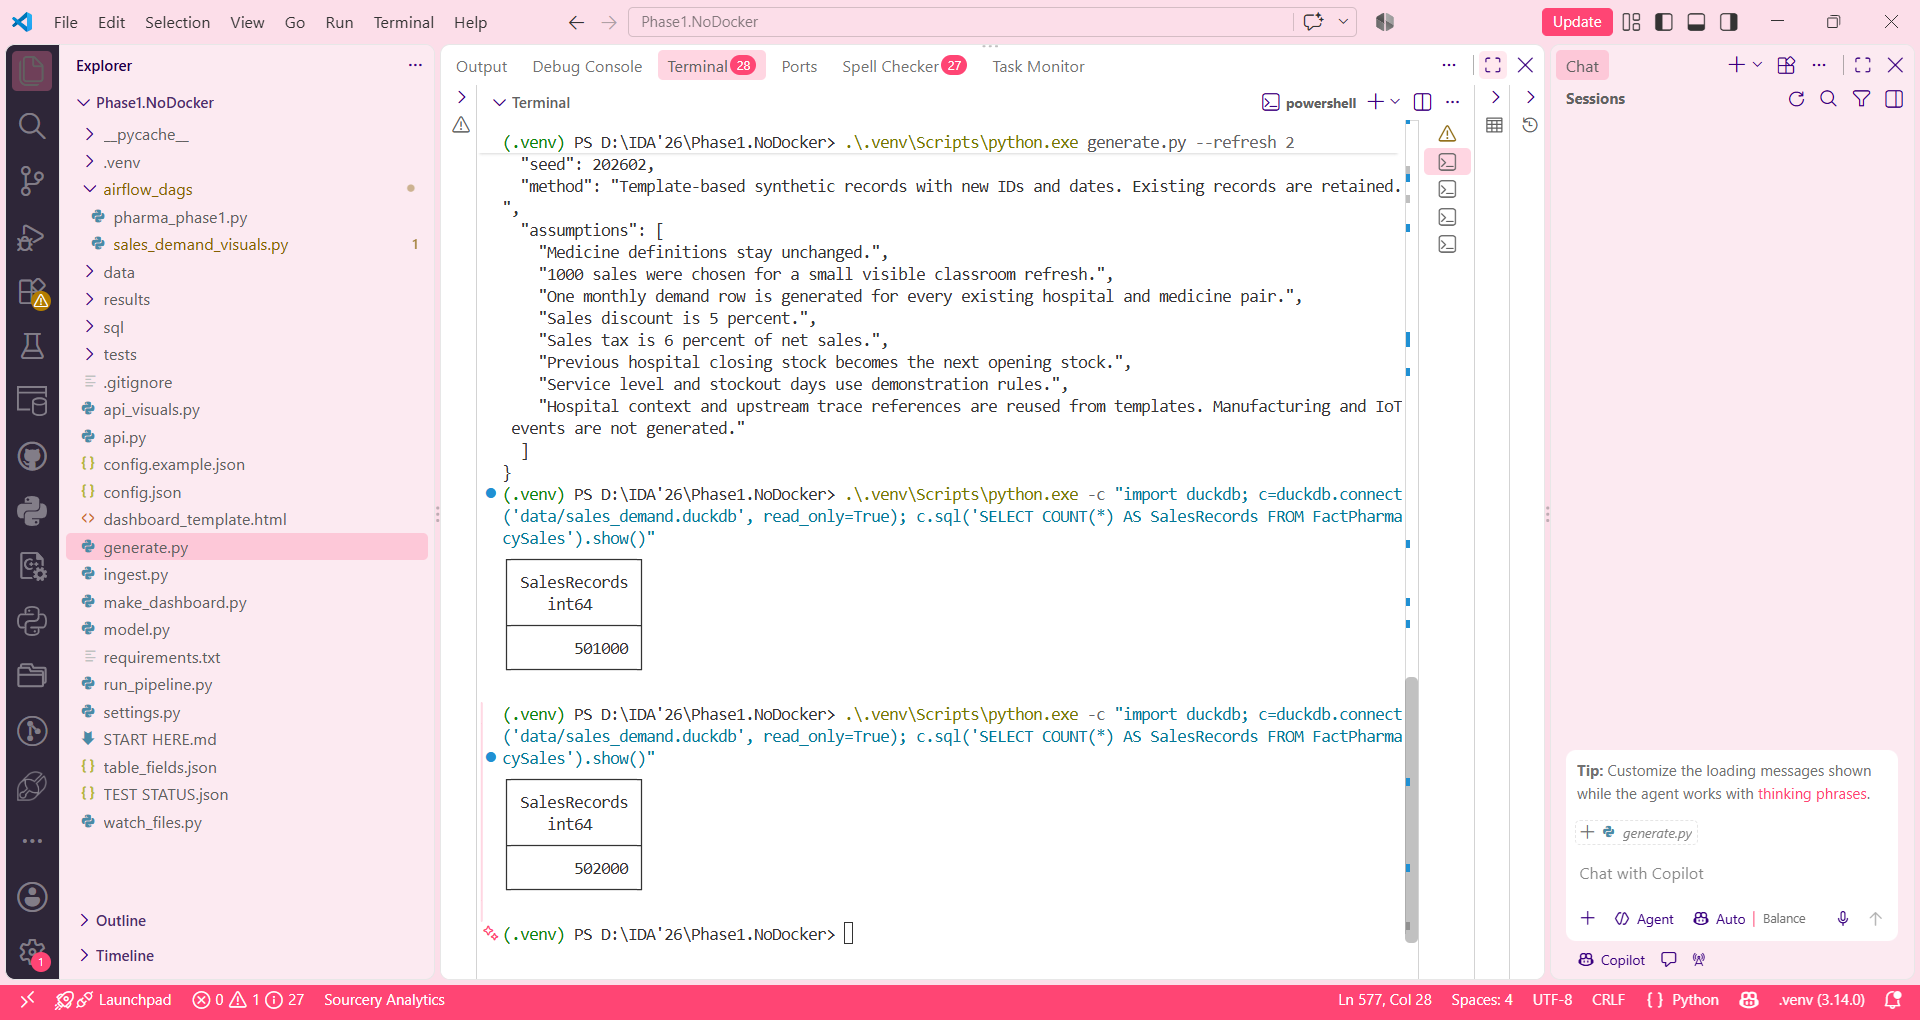 File Edit Selection View Go Run Terminal Help
Phase1.NoDocker
Update
Explorer
Phase1.NoDocker
__pycache__
.venv
airflow_dags
pharma_phase1.py
sales_demand_visuals.py 1
data
results
sql
tests
.gitignore
api_visuals.py
api.py
config.example.json
config.json
dashboard_template.html
generate.py
ingest.py
make_dashboard.py
model.py
requirements.txt
run_pipeline.py
settings.py
START HERE.md
table_fields.json
TEST STATUS.json
watch_files.py
Outline
Timeline
1
Output Debug Console Terminal 28 Ports Spell Checker 27 Task Monitor
Terminal
powershell
(.venv) PS D:\IDA'26\Phase1.NoDocker> .\.venv\Scripts\python.exe generate.py --refresh 2
"seed": 202602,
"method": "Template-based synthetic records with new IDs and dates. Existing records are retained.
",
"assumptions": [
"Medicine definitions stay unchanged.",
"1000 sales were chosen for a small visible classroom refresh.",
"One monthly demand row is generated for every existing hospital and medicine pair.",
"Sales discount is 5 percent.",
"Sales tax is 6 percent of net sales.",
"Previous hospital closing stock becomes the next opening stock.",
"Service level and stockout days use demonstration rules.",
"Hospital context and upstream trace references are reused from templates. Manufacturing and IoT
events are not generated."
]
}
(.venv) PS D:\IDA'26\Phase1.NoDocker> .\.venv\Scripts\python.exe -c "import duckdb; c=duckdb.connect
('data/sales_demand.duckdb', read_only=True); c.sql('SELECT COUNT(*) AS SalesRecords FROM FactPharma
cySales').show()"
SalesRecords
int64
501000
(.venv) PS D:\IDA'26\Phase1.NoDocker> .\.venv\Scripts\python.exe -c "import duckdb; c=duckdb.connect
('data/sales_demand.duckdb', read_only=True); c.sql('SELECT COUNT(*) AS SalesRecords FROM FactPharma
cySales').show()"
SalesRecords
int64
502000
(.venv) PS D:\IDA'26\Phase1.NoDocker>
Chat
Sessions
Tip: Customize the loading messages shown
while the agent works with thinking phrases.
generate.py
Chat with Copilot
Agent Auto Balance
Copilot
Launchpad 0 1 27 Sourcery Analytics
Ln 577, Col 28 Spaces: 4 UTF-8 CRLF { } Python .venv (3.14.0)